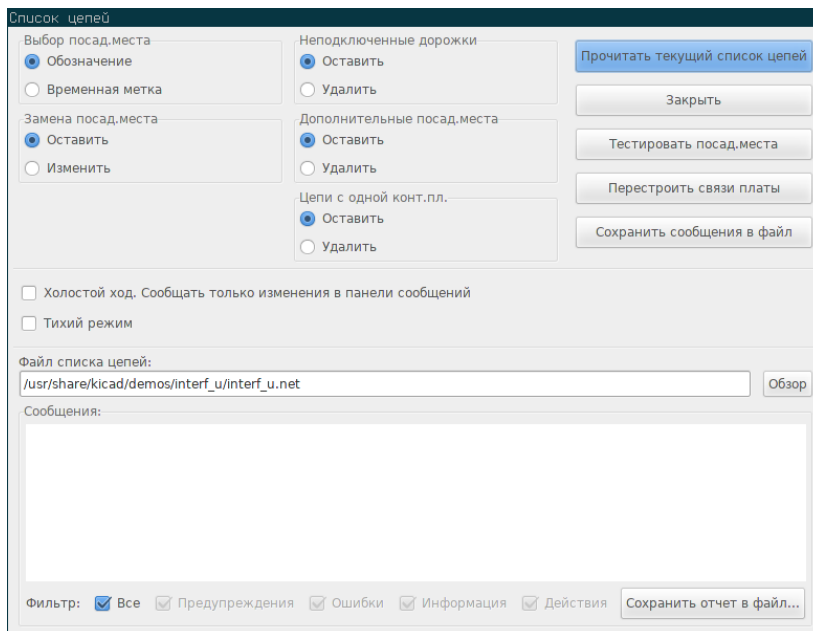 Список цепей
Выбор посад.места
Обозначение
Временная метка
Замена посад.места
Оставить
Изменить
Неподключенные дорожки
Оставить
Удалить
Дополнительные посад.места
Оставить
Удалить
Цепи с одной конт.пл.
Оставить
Удалить
Прочитать текущий список цепей
Закрыть
Тестировать посад.места
Перестроить связи платы
Сохранить сообщения в файл
Холостой ход. Сообщать только изменения в панели сообщений
Тихий режим
Файл списка цепей:
/usr/share/kicad/demos/interf_u/interf_u.net
Обзор
Сообщения:
Фильтр: Все Предупреждения Ошибки Информация Действия Сохранить отчет в файл...